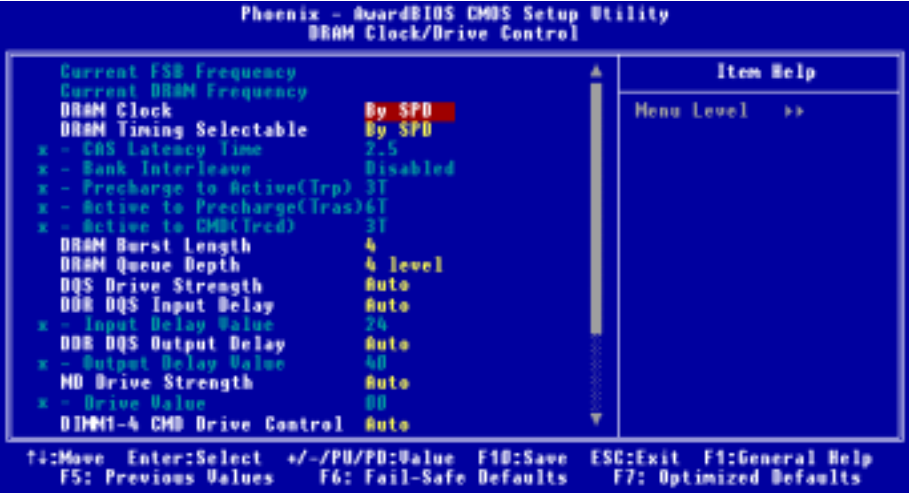 Phoenix - AwardBIOS CMOS Setup Utility
DRAM Clock/Drive Control
Current FSB Frequency
Current DRAM Frequency
DRAM Clock By SPD
DRAM Timing Selectable By SPD
x - CAS Latency Time 2.5
x - Bank Interleave Disabled
x - Precharge to Active(Trp) 3T
x - Active to Precharge(Tras) 6T
x - Active to CMD(Trcd) 3T
DRAM Burst Length 4
DRAM Queue Depth 4 level
DQS Drive Strength Auto
DDR DQS Input Delay Auto
x - Input Delay Value 24
DDR DQS Output Delay Auto
x - Output Delay Value 40
MD Drive Strength Auto
x - Drive Value 00
DIMM1-4 CMD Drive Control Auto
Item Help
Menu Level ▸▸
↑↓:Move Enter:Select +/-/PU/PD:Value F10:Save ESC:Exit F1:General Help
F5: Previous Values F6: Fail-Safe Defaults F7: Optimized Defaults